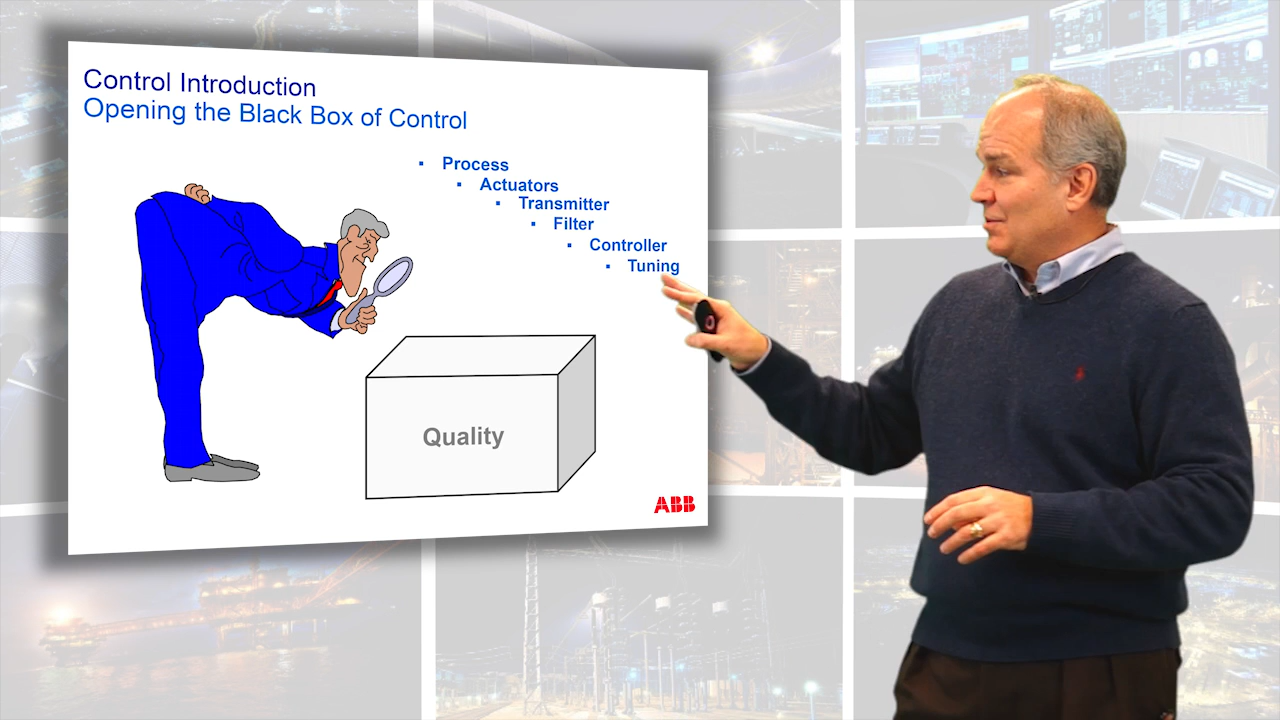 Control Introduction
Opening the Black Box of Control
▪ Process
▪ Actuators
▪ Transmitter
▪ Filter
▪ Controller
▪ Tuning
Quality
ABB